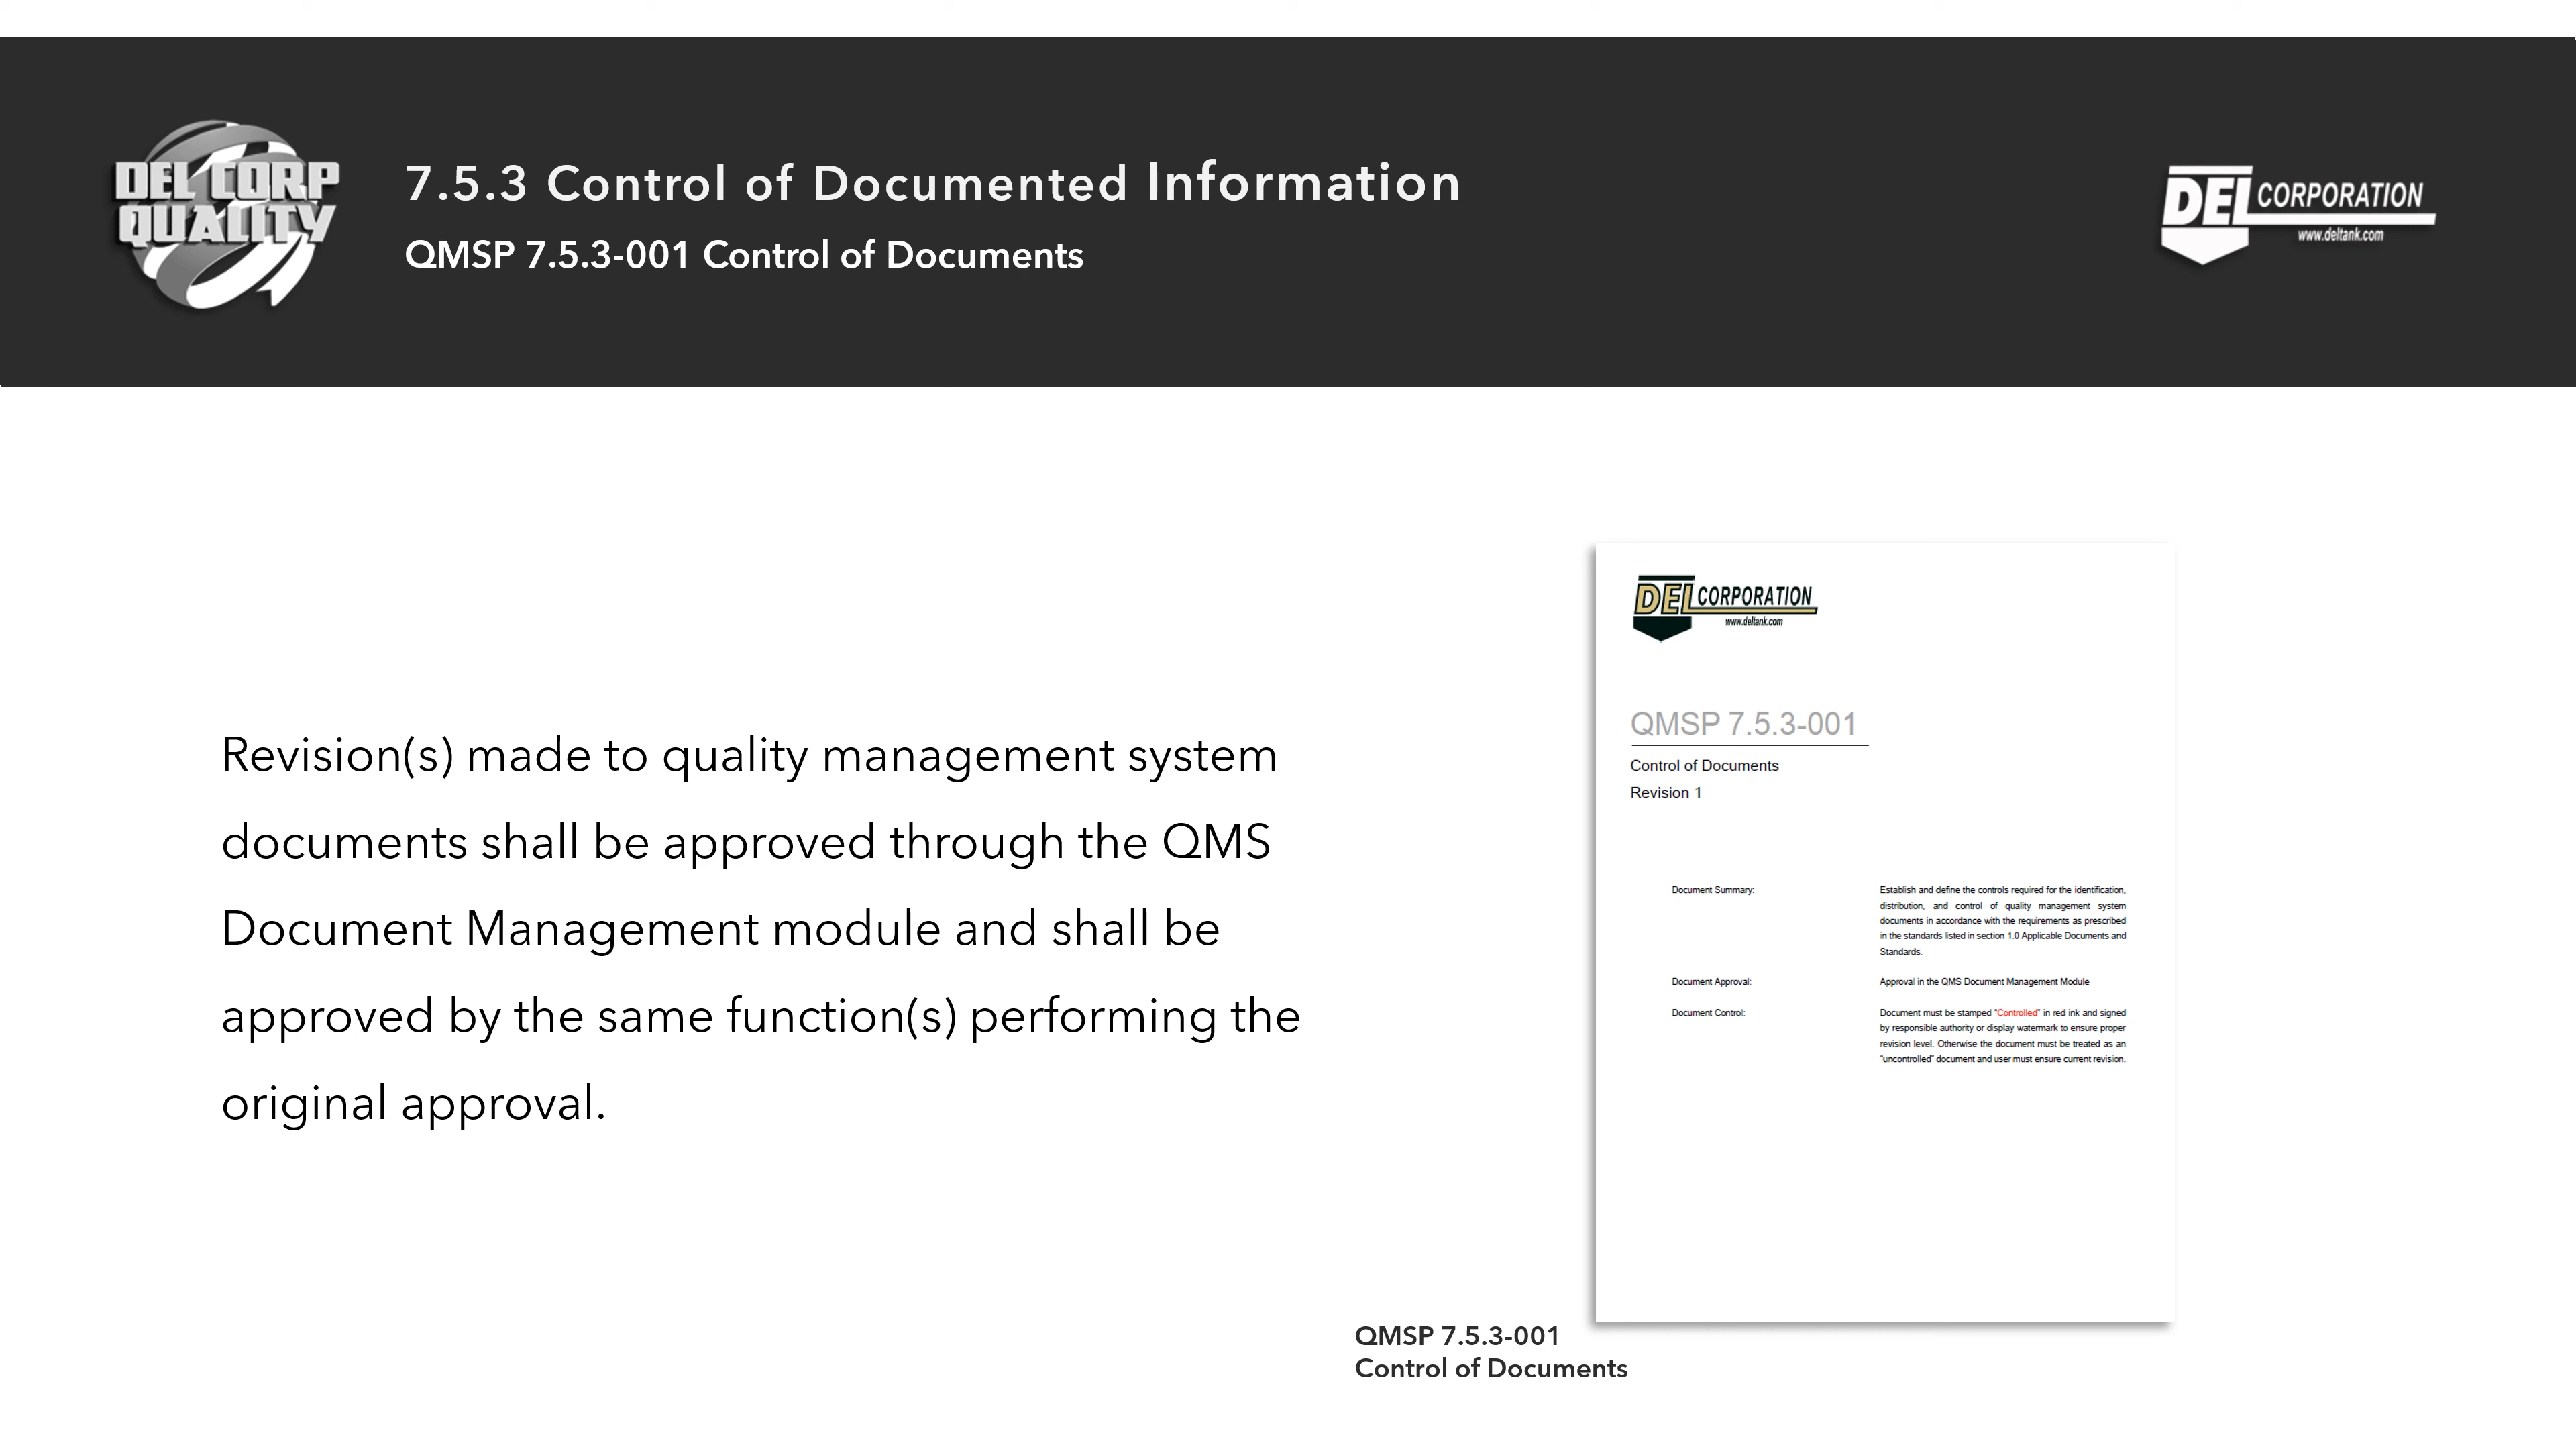 DEL CORP
QUALITY
7.5.3 Control of Documented Information
QMSP 7.5.3-001 Control of Documents
DEL CORPORATION
www.deltank.com
Revision(s) made to quality management system
documents shall be approved through the QMS
Document Management module and shall be
approved by the same function(s) performing the
original approval.
DEL CORPORATION
www.deltank.com
QMSP 7.5.3-001
Control of Documents
Revision 1
Document Summary: Establish and define the controls required for the identification,
distribution, and control of quality management system
documents in accordance with the requirements as prescribed
in the standards listed in section 1.0 Applicable Documents and
Standards.
Document Approval: Approval in the QMS Document Management Module
Document Control: Document must be stamped "Controlled" in red ink and signed
by responsible authority or display watermark to ensure proper
revision level. Otherwise the document must be treated as an
"uncontrolled" document and user must ensure current revision.
QMSP 7.5.3-001
Control of Documents